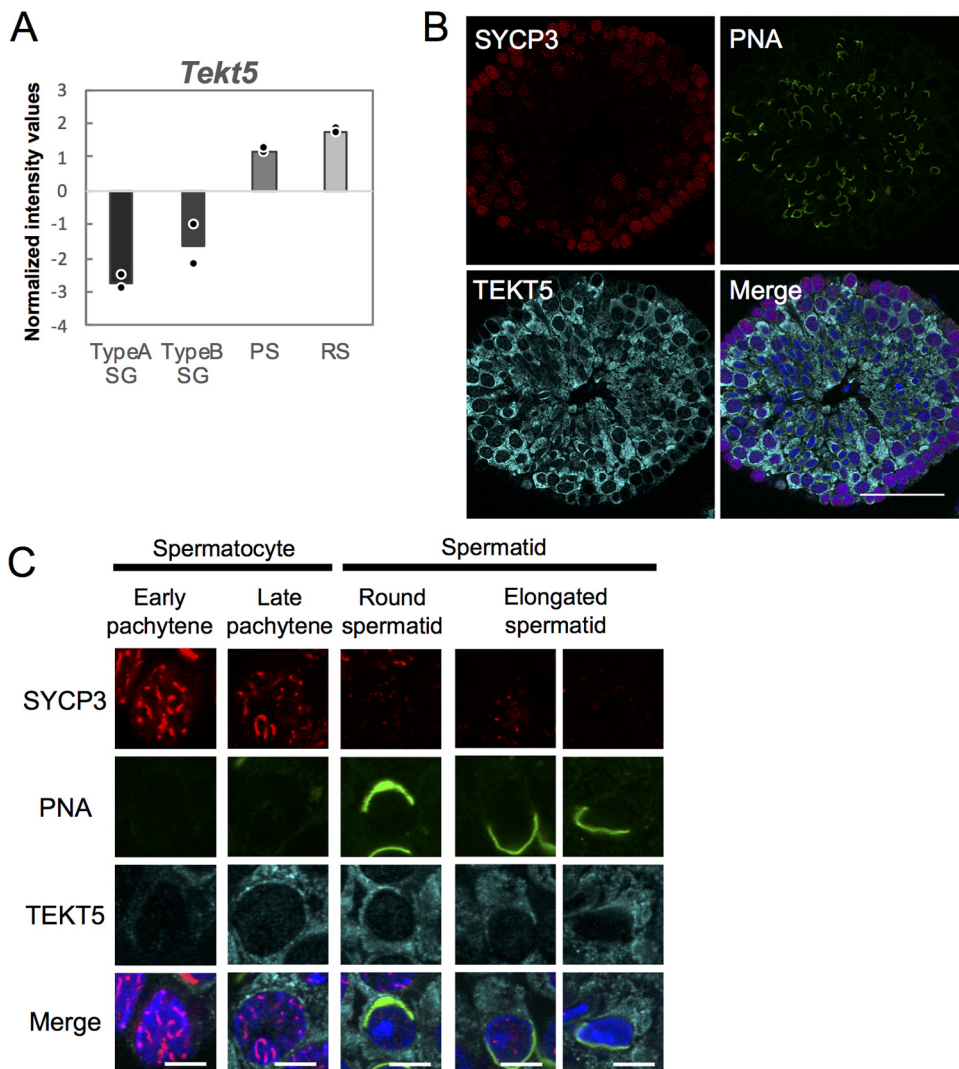 A
Tekt5
Normalized intensity values
3
2
1
0
-1
-2
-3
-4
TypeA
SG
TypeB
SG
PS
RS
B
SYCP3
PNA
TEKT5
Merge
C
Spermatocyte
Spermatid
Early
pachytene
Late
pachytene
Round
spermatid
Elongated
spermatid
SYCP3
PNA
TEKT5
Merge